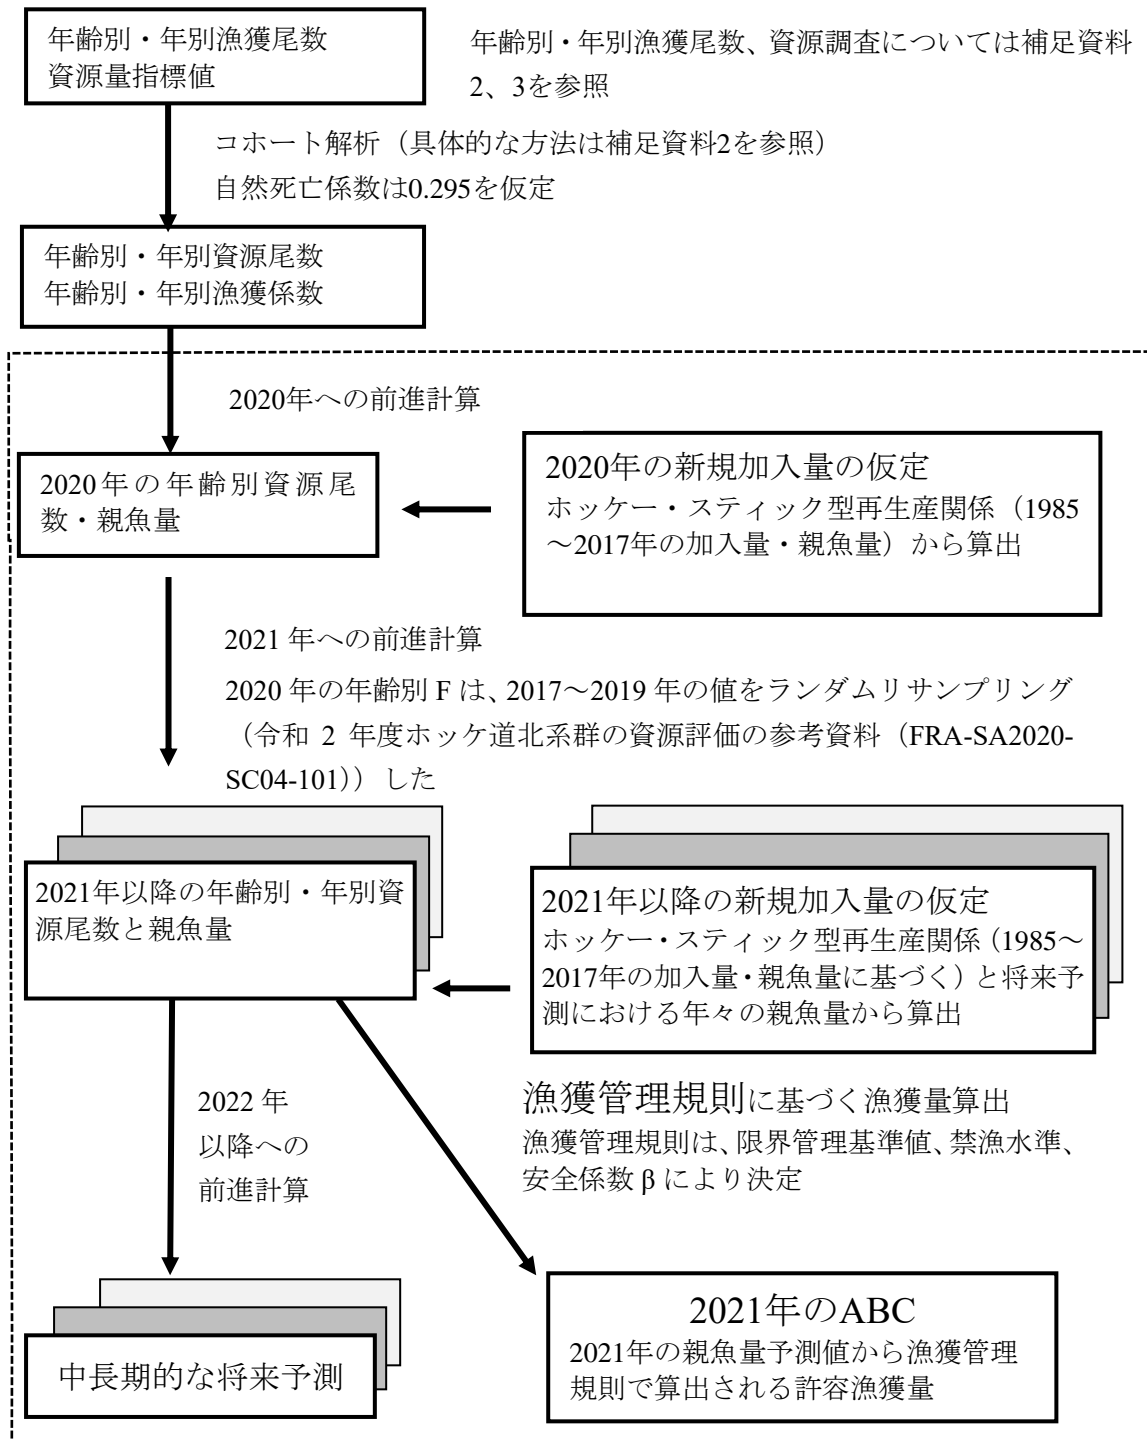 年齢別・年別漁獲尾数
資源量指標値
年齢別・年別漁獲尾数、資源調査については補足資料
2、3を参照
コホート解析（具体的な方法は補足資料2を参照）
自然死亡係数は0.295を仮定
年齢別・年別資源尾数
年齢別・年別漁獲係数
2020年への前進計算
2020年の年齢別資源尾
数・親魚量
2020年の新規加入量の仮定
ホッケー・スティック型再生産関係（1985
～2017年の加入量・親魚量）から算出
2021 年への前進計算
2020 年の年齢別 F は、2017～2019 年の値をランダムリサンプリング
（令和 2 年度ホッケ道北系群の資源評価の参考資料（FRA-SA2020-
SC04-101））した
2021年以降の年齢別・年別資
源尾数と親魚量
2021年以降の新規加入量の仮定
ホッケー・スティック型再生産関係（1985～
2017年の加入量・親魚量に基づく）と将来予
測における年々の親魚量から算出
2022 年
以降への
前進計算
漁獲管理規則に基づく漁獲量算出
漁獲管理規則は、限界管理基準値、禁漁水準、
安全係数 β により決定
中長期的な将来予測
2021年のABC
2021年の親魚量予測値から漁獲管理
規則で算出される許容漁獲量